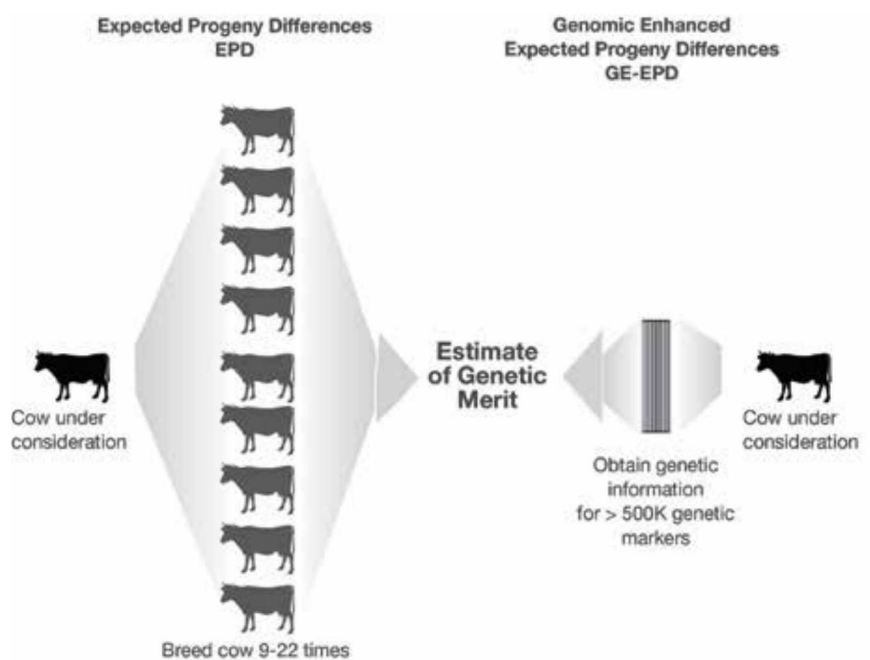 Expected Progeny Differences
EPD
Genomic Enhanced
Expected Progeny Differences
GE-EPD
Cow under
consideration
Breed cow 9-22 times
Estimate
of Genetic
Merit
Obtain genetic
information
for > 500K genetic
markers
Cow under
consideration